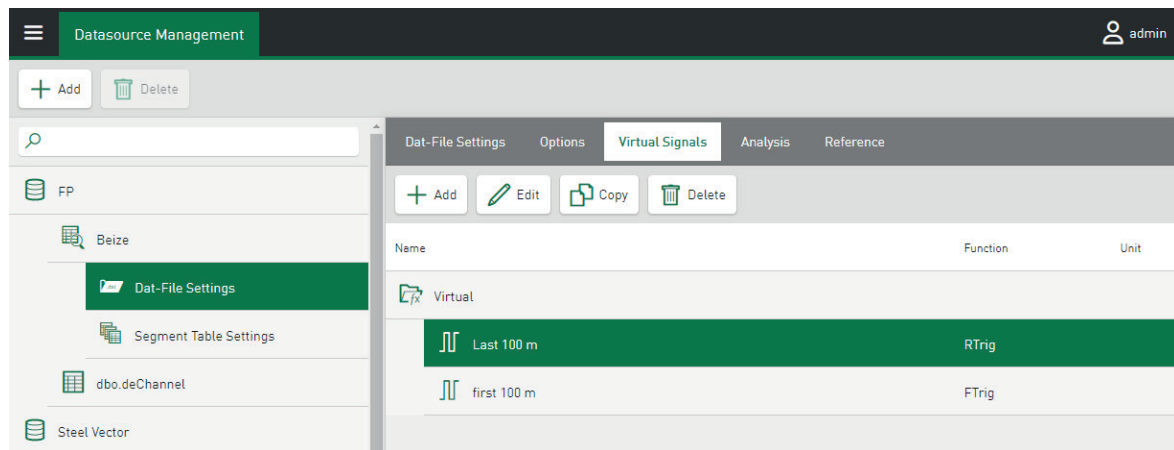 Datasource Management
admin
Add Delete
Dat-File Settings Options Virtual Signals Analysis Reference
FP
Add Edit Copy Delete
Beize
Name Function Unit
Dat-File Settings
Virtual
Segment Table Settings
Last 100 m RTrig
dbo.deChannel
first 100 m FTrig
Steel Vector